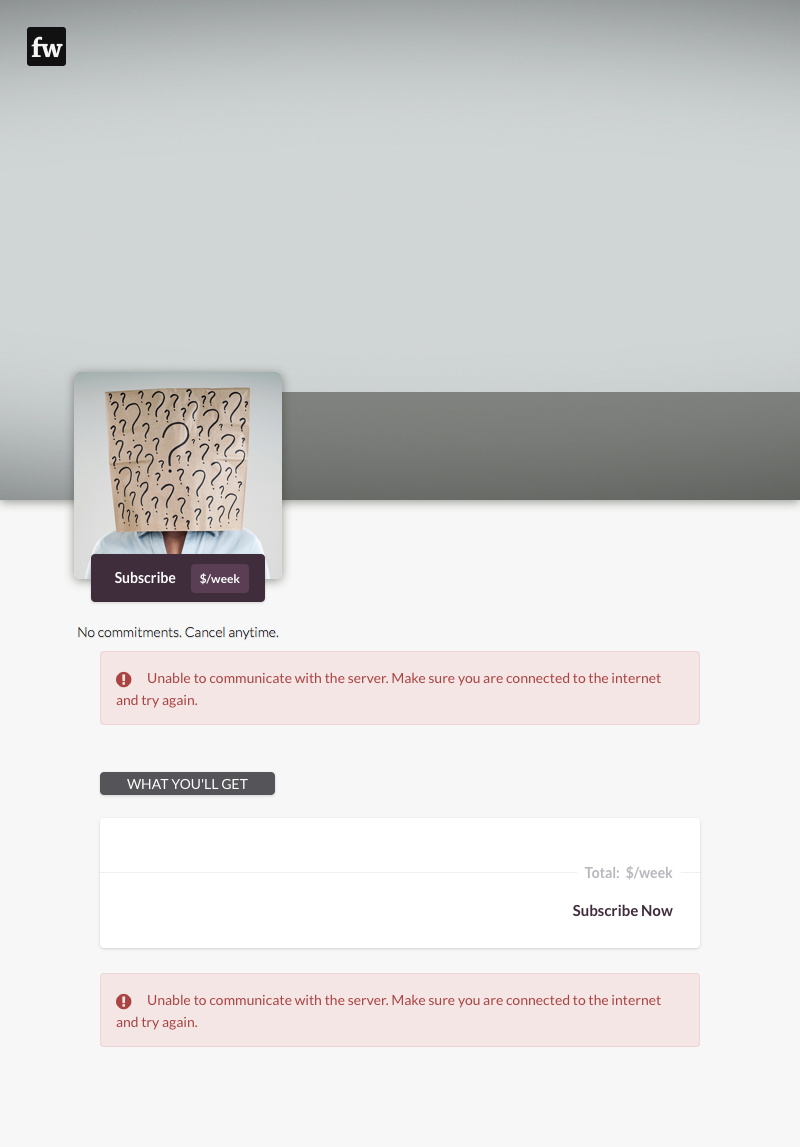 fw
Subscribe $/week
No commitments. Cancel anytime.
Unable to communicate with the server. Make sure you are connected to the internet
and try again.
WHAT YOU'LL GET
Total: $/week
Subscribe Now
Unable to communicate with the server. Make sure you are connected to the internet
and try again.